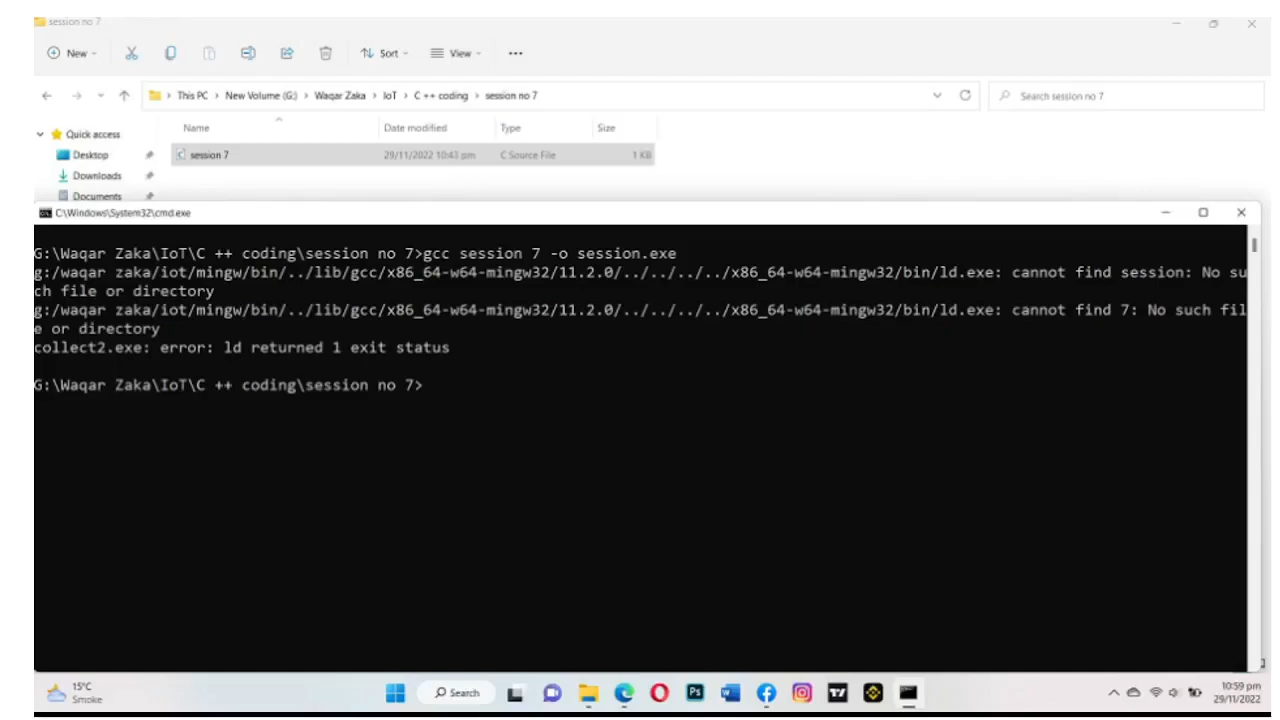 session no 7
New
Sort
View
This PC > New Volume (G:) > Waqar Zaka > IoT > C ++ coding > session no 7
Search session no 7
Quick access
Desktop
Downloads
Documents
Name Date modified Type Size
session 7 29/11/2022 10:43 pm C Source File 1 KB
C:\Windows\System32\cmd.exe
G:\Waqar Zaka\IoT\C ++ coding\session no 7>gcc session 7 -o session.exe
g:/waqar zaka/iot/mingw/bin/../lib/gcc/x86_64-w64-mingw32/11.2.0/../../../../x86_64-w64-mingw32/bin/ld.exe: cannot find session: No su
ch file or directory
g:/waqar zaka/iot/mingw/bin/../lib/gcc/x86_64-w64-mingw32/11.2.0/../../../../x86_64-w64-mingw32/bin/ld.exe: cannot find 7: No such fil
e or directory
collect2.exe: error: ld returned 1 exit status
G:\Waqar Zaka\IoT\C ++ coding\session no 7>
15°C
Smoke
Search
Ps
10:59 pm
29/11/2022